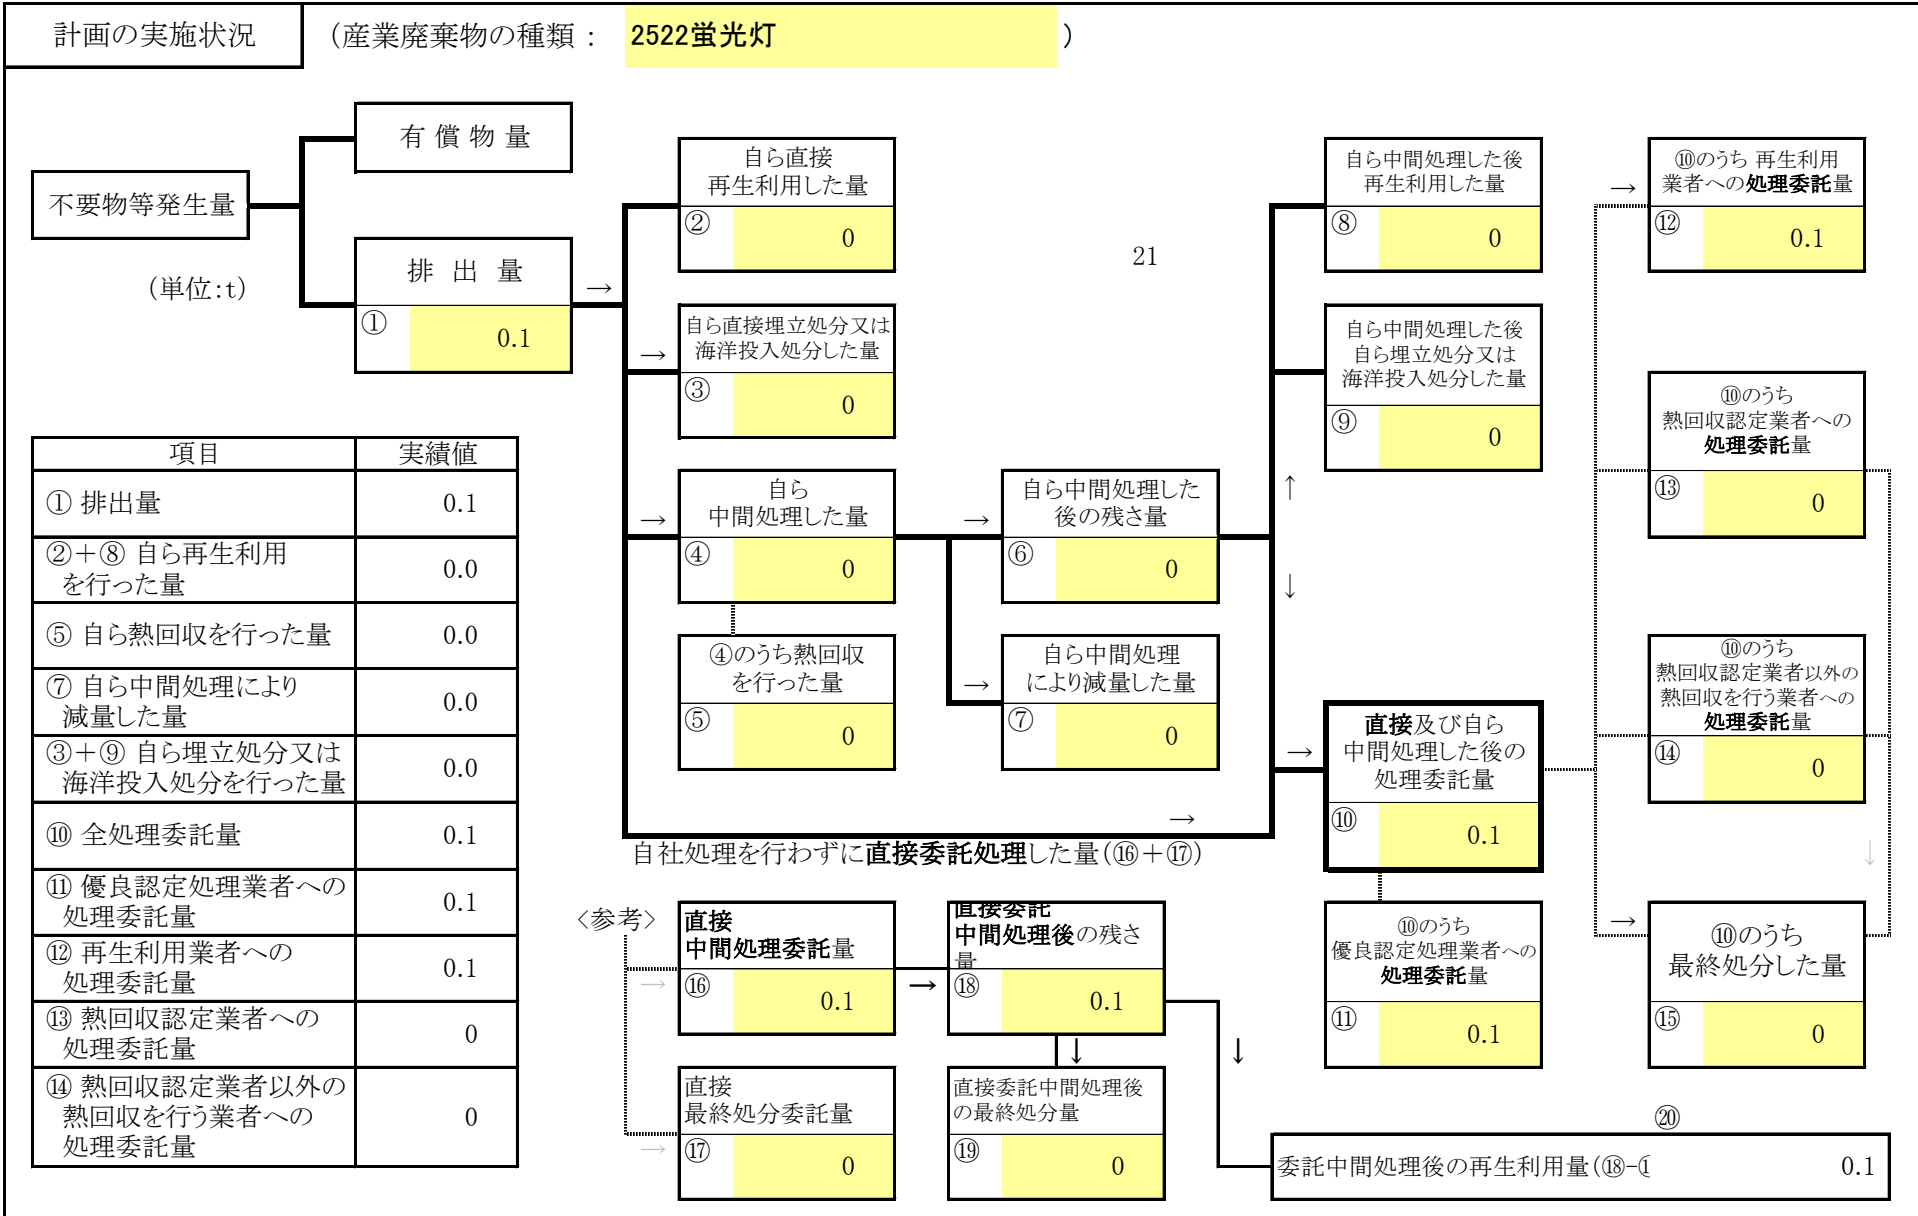 計画の実施状況
（産業廃棄物の種類： 2522蛍光灯 ）
有 償 物 量
不要物等発生量
（単位：t）
排 出 量
① 0.1
→
自ら直接
再生利用した量
② 0
→
自ら直接埋立処分又は
海洋投入処分した量
③ 0
→
自ら
中間処理した量
④ 0
④のうち熱回収
を行った量
⑤ 0
→
自ら中間処理した
後の残さ量
⑥ 0
→
自ら中間処理
により減量した量
⑦ 0
21
自ら中間処理した後
再生利用した量
⑧ 0
自ら中間処理した後
自ら埋立処分又は
海洋投入処分した量
⑨ 0
↑
↓
→
直接及び自ら
中間処理した後の
処理委託量
⑩ 0.1
⑩のうち
優良認定処理業者への
処理委託量
⑪ 0.1
→
⑩のうち 再生利用
業者への処理委託量
⑫ 0.1
⑩のうち
熱回収認定業者への
処理委託量
⑬ 0
⑩のうち
熱回収認定業者以外の
熱回収を行う業者への
処理委託量
⑭ 0
↓
→
⑩のうち
最終処分した量
⑮ 0
→
自社処理を行わずに直接委託処理した量（⑯＋⑰）
＜参考＞
→
直接
中間処理委託量
⑯ 0.1
→
直接委託
中間処理後の残さ
量
⑱ 0.1
↓
↓
→
直接
最終処分委託量
⑰ 0
直接委託中間処理後
の最終処分量
⑲ 0
⑳
委託中間処理後の再生利用量（⑱-
0.1
項目 実績値
① 排出量 0.1
②＋⑧ 自ら再生利用
を行った量 0.0
⑤ 自ら熱回収を行った量 0.0
⑦ 自ら中間処理により
減量した量 0.0
③＋⑨ 自ら埋立処分又は
海洋投入処分を行った量 0.0
⑩ 全処理委託量 0.1
⑪ 優良認定処理業者への
処理委託量 0.1
⑫ 再生利用業者への
処理委託量 0.1
⑬ 熱回収認定業者への
処理委託量 0
⑭ 熱回収認定業者以外の
熱回収を行う業者への
処理委託量 0